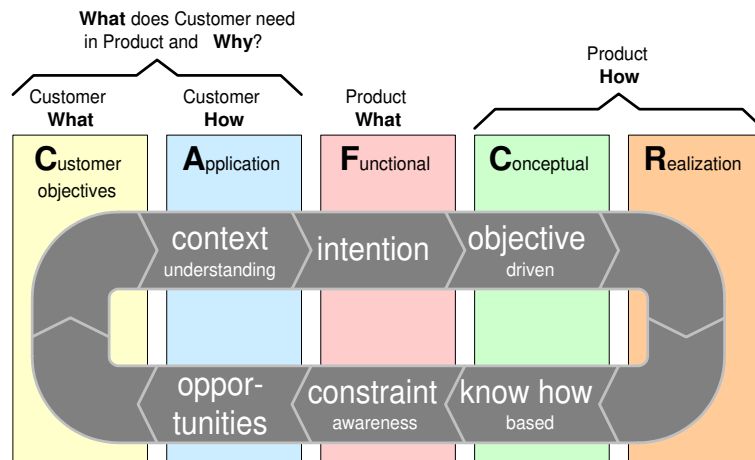 What does Customer need
in Product and Why?
Product
How
Customer
What
Customer
How
Product
What
Customer
objectives
Application
Functional
Conceptual
Realization
context
understanding
intention
objective
driven
oppor-
tunities
constraint
awareness
know how
based